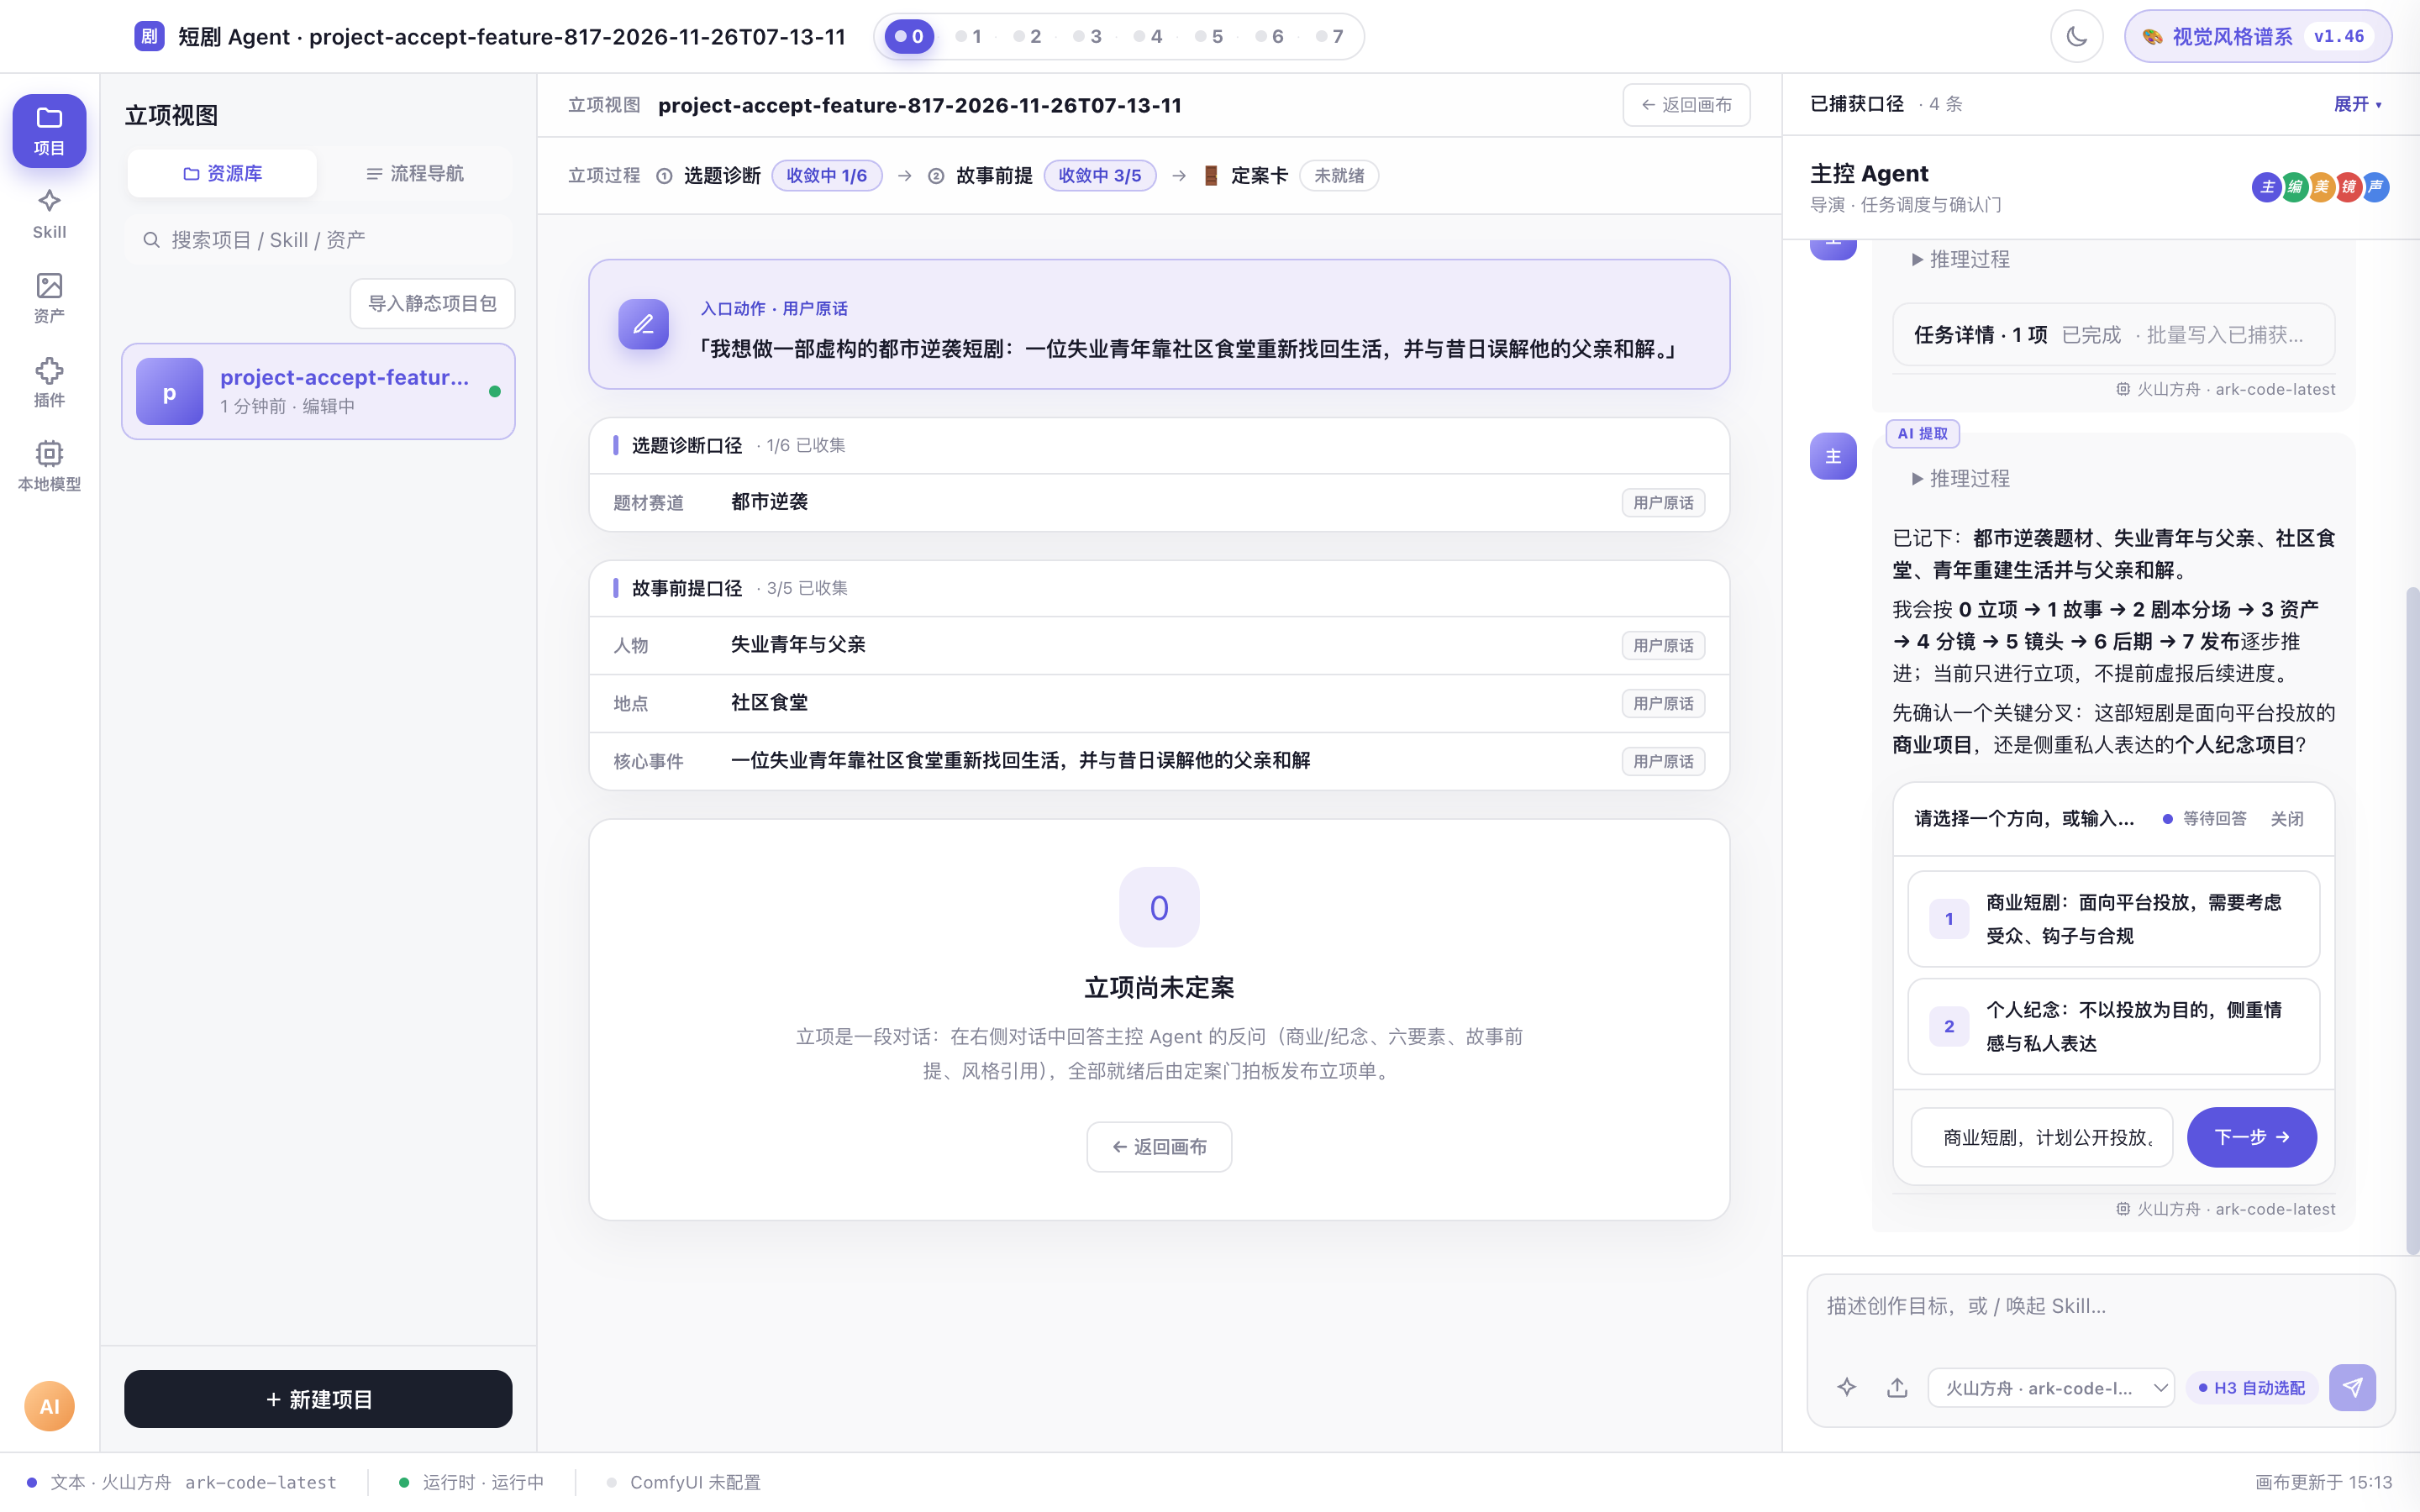 剧 短剧 Agent · project-accept-feature-817-2026-11-26T07-13-11
0 · 1 · 2 · 3 · 4 · 5 · 6 · 7
视觉风格谱系 v1.46
项目
Skill
资产
插件
本地模型
AI
立项视图
资源库
流程导航
搜索项目 / Skill / 资产
导入静态项目包
p
project-accept-featur...
1 分钟前 · 编辑中
+ 新建项目
立项视图 project-accept-feature-817-2026-11-26T07-13-11
← 返回画布
立项过程 ① 选题诊断 收敛中 1/6 → ② 故事前提 收敛中 3/5 → 定案卡 未就绪
入口动作 · 用户原话
「我想做一部虚构的都市逆袭短剧：一位失业青年靠社区食堂重新找回生活，并与昔日误解他的父亲和解。」
选题诊断口径 · 1/6 已收集
题材赛道 都市逆袭 用户原话
故事前提口径 · 3/5 已收集
人物 失业青年与父亲 用户原话
地点 社区食堂 用户原话
核心事件 一位失业青年靠社区食堂重新找回生活，并与昔日误解他的父亲和解 用户原话
0
立项尚未定案
立项是一段对话：在右侧对话中回答主控 Agent 的反问（商业/纪念、六要素、故事前
提、风格引用），全部就绪后由定案门拍板发布立项单。
← 返回画布
已捕获口径 · 4 条
展开 ▾
主控 Agent
导演 · 任务调度与确认门
主 编 美 镜 声
▶ 推理过程
任务详情 · 1 项 已完成 · 批量写入已捕获...
火山方舟 · ark-code-latest
主
AI 提取
▶ 推理过程
已记下：都市逆袭题材、失业青年与父亲、社区食
堂、青年重建生活并与父亲和解。
我会按 0 立项 → 1 故事 → 2 剧本分场 → 3 资产
→ 4 分镜 → 5 镜头 → 6 后期 → 7 发布逐步推
进；当前只进行立项，不提前虚报后续进度。
先确认一个关键分叉：这部短剧是面向平台投放的
商业项目，还是侧重私人表达的个人纪念项目？
请选择一个方向，或输入... 等待回答 关闭
1 商业短剧：面向平台投放，需要考虑
受众、钩子与合规
2 个人纪念：不以投放为目的，侧重情
感与私人表达
商业短剧，计划公开投放。
下一步 →
火山方舟 · ark-code-latest
描述创作目标，或 / 唤起 Skill...
火山方舟 · ark-code-l...
H3 自动选配
文本 · 火山方舟 ark-code-latest
运行时 · 运行中
ComfyUI 未配置
画布更新于 15:13